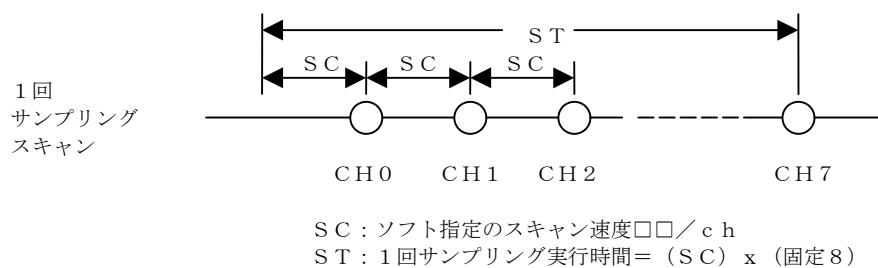 ＳＴ
ＳＣ ＳＣ ＳＣ
１回
サンプリング
スキャン
ＣＨ０ ＣＨ１ ＣＨ２ ＣＨ７
ＳＣ：ソフト指定のスキャン速度□□／ｃｈ
ＳＴ：１回サンプリング実行時間＝（ＳＣ）ｘ（固定８）